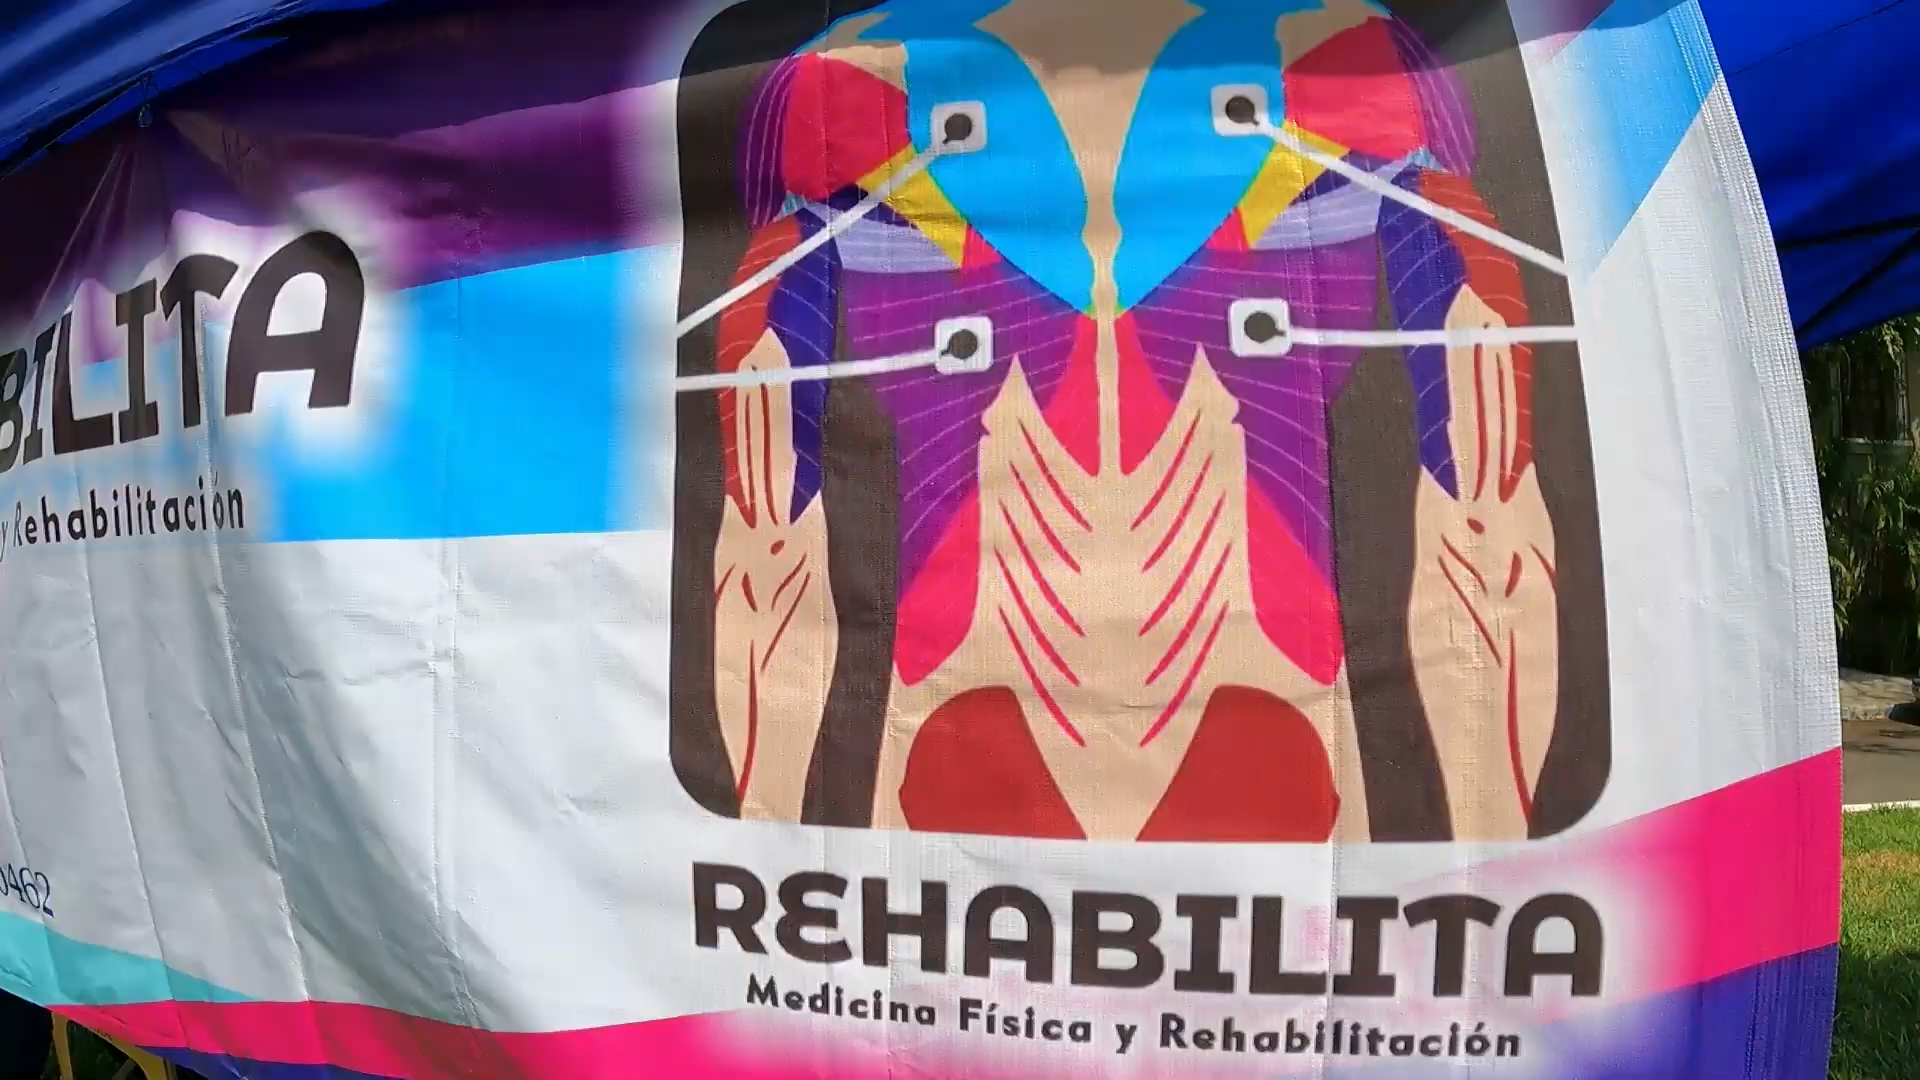 BILITA
y Rehabilitación
0462
REHABILITA
Medicina Física y Rehabilitación